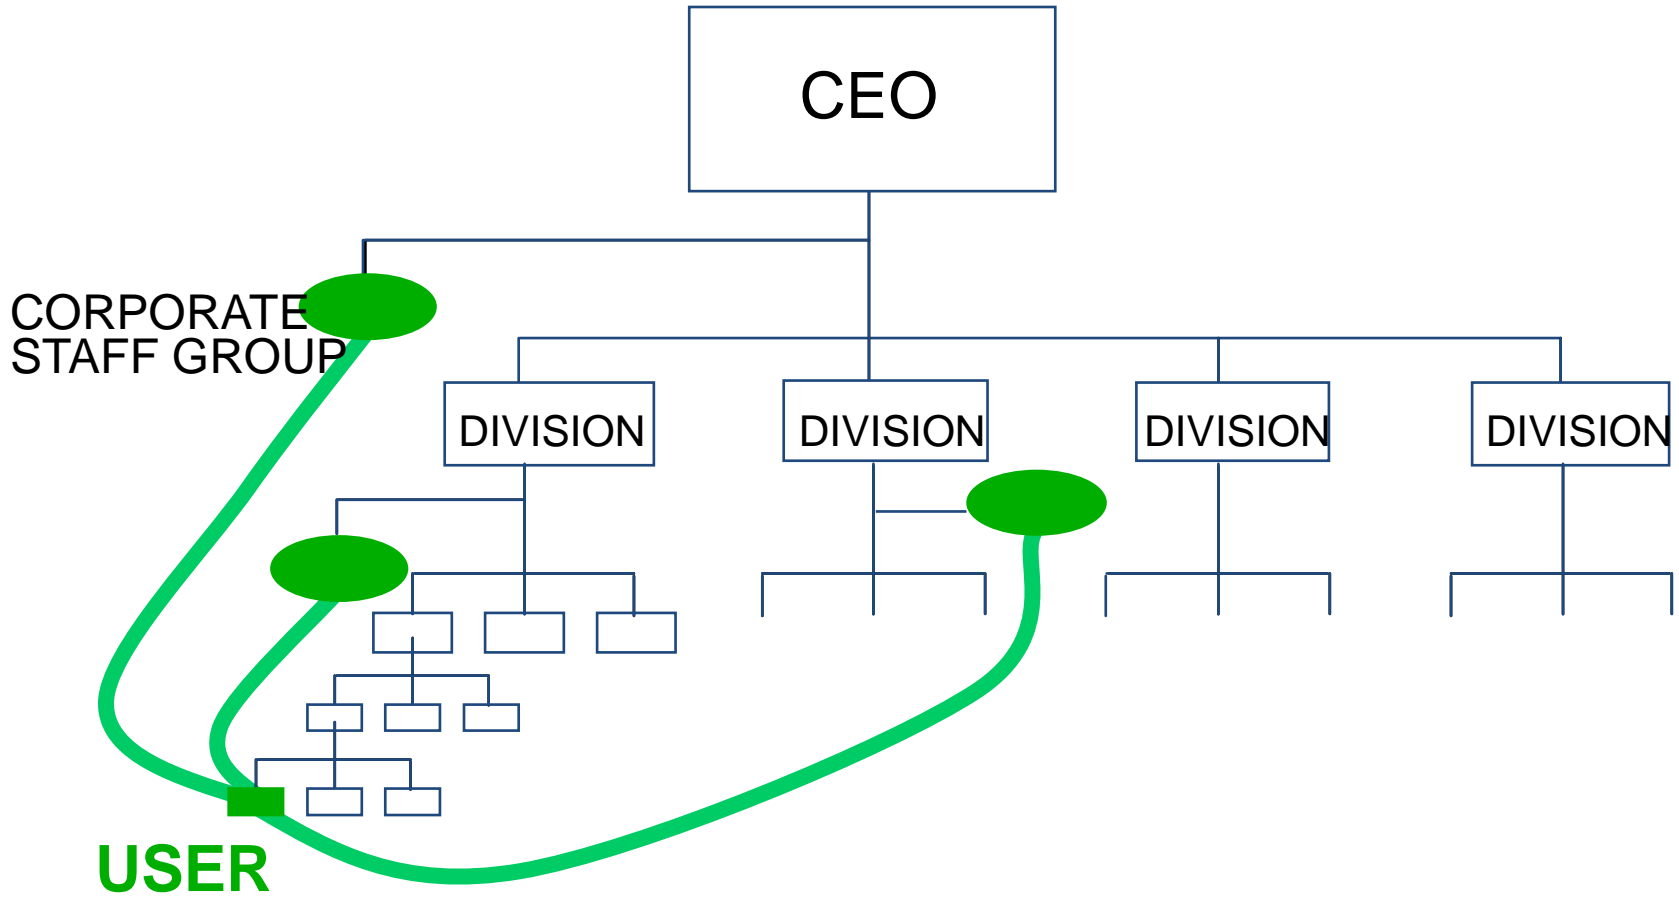 CEO
CORPORATE
STAFF GROUP
DIVISION
DIVISION
DIVISION
DIVISION
USER